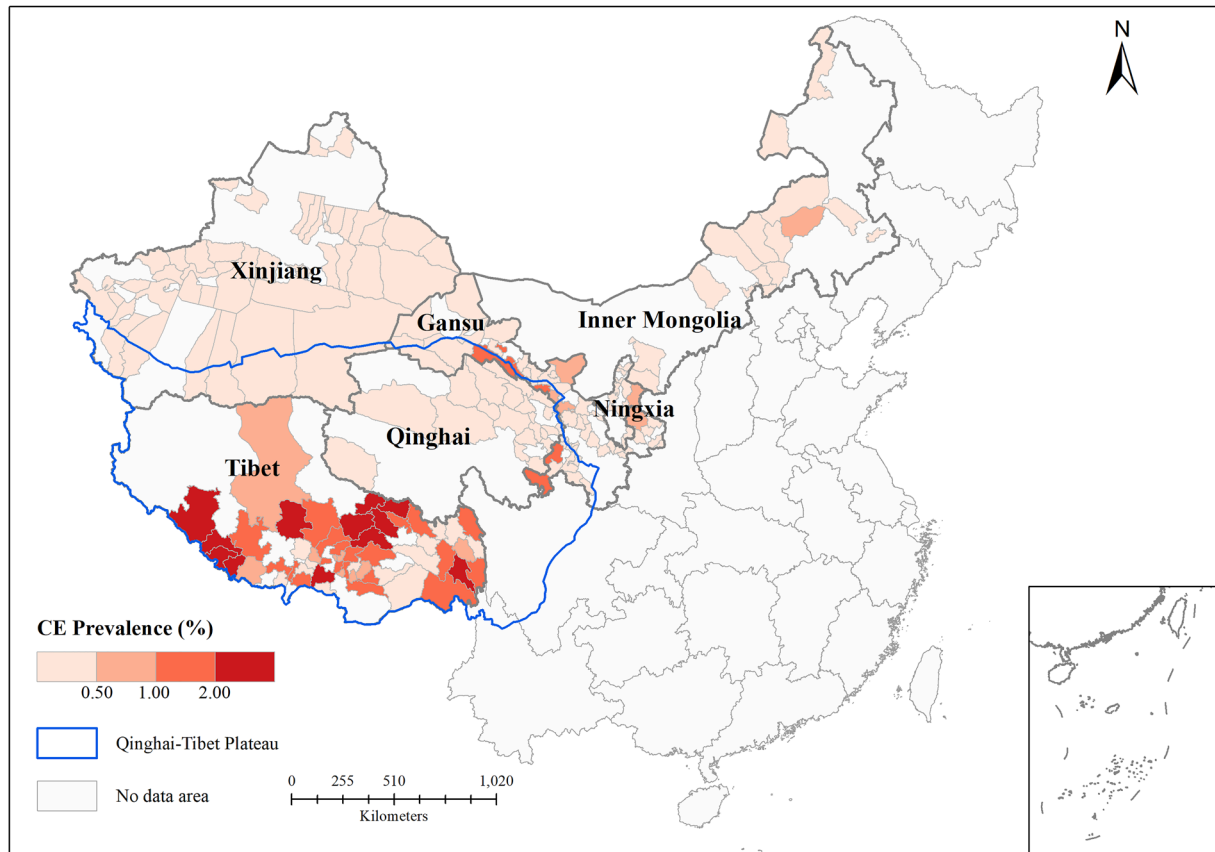 N
Xinjiang
Gansu
Inner Mongolia
Ningxia
Qinghai
Tibet
CE Prevalence (%)
0.50 1.00 2.00
Qinghai-Tibet Plateau
No data area
0 255 510 1,020
Kilometers